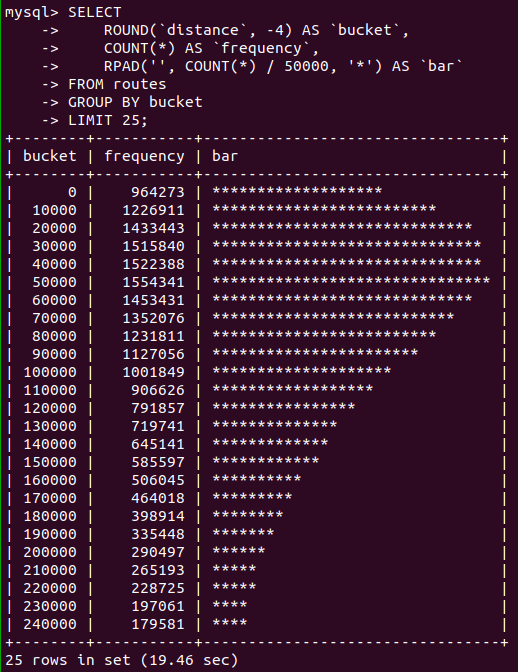 mysql> SELECT
    ->     ROUND(`distance`, -4) AS `bucket`,
    ->     COUNT(*) AS `frequency`,
    ->     RPAD('', COUNT(*) / 50000, '*') AS `bar`
    -> FROM routes
    -> GROUP BY bucket
    -> LIMIT 25;
+--------+-----------+---------------------------------+
| bucket | frequency | bar                             |
+--------+-----------+---------------------------------+
|      0 |    964273 | *******************             |
|  10000 |   1226911 | *************************       |
|  20000 |   1433443 | *****************************   |
|  30000 |   1515840 | ******************************  |
|  40000 |   1522388 | ******************************  |
|  50000 |   1554341 | ******************************* |
|  60000 |   1453431 | *****************************   |
|  70000 |   1352076 | ***************************     |
|  80000 |   1231811 | *************************       |
|  90000 |   1127056 | ***********************         |
| 100000 |   1001849 | ********************            |
| 110000 |    906626 | ******************              |
| 120000 |    791857 | ****************                |
| 130000 |    719741 | **************                  |
| 140000 |    645141 | *************                   |
| 150000 |    585597 | ************                    |
| 160000 |    506045 | **********                      |
| 170000 |    464018 | *********                       |
| 180000 |    398914 | ********                        |
| 190000 |    335448 | *******                         |
| 200000 |    290497 | ******                          |
| 210000 |    265193 | *****                           |
| 220000 |    228725 | *****                           |
| 230000 |    197061 | ****                            |
| 240000 |    179581 | ****                            |
+--------+-----------+---------------------------------+
25 rows in set (19.46 sec)